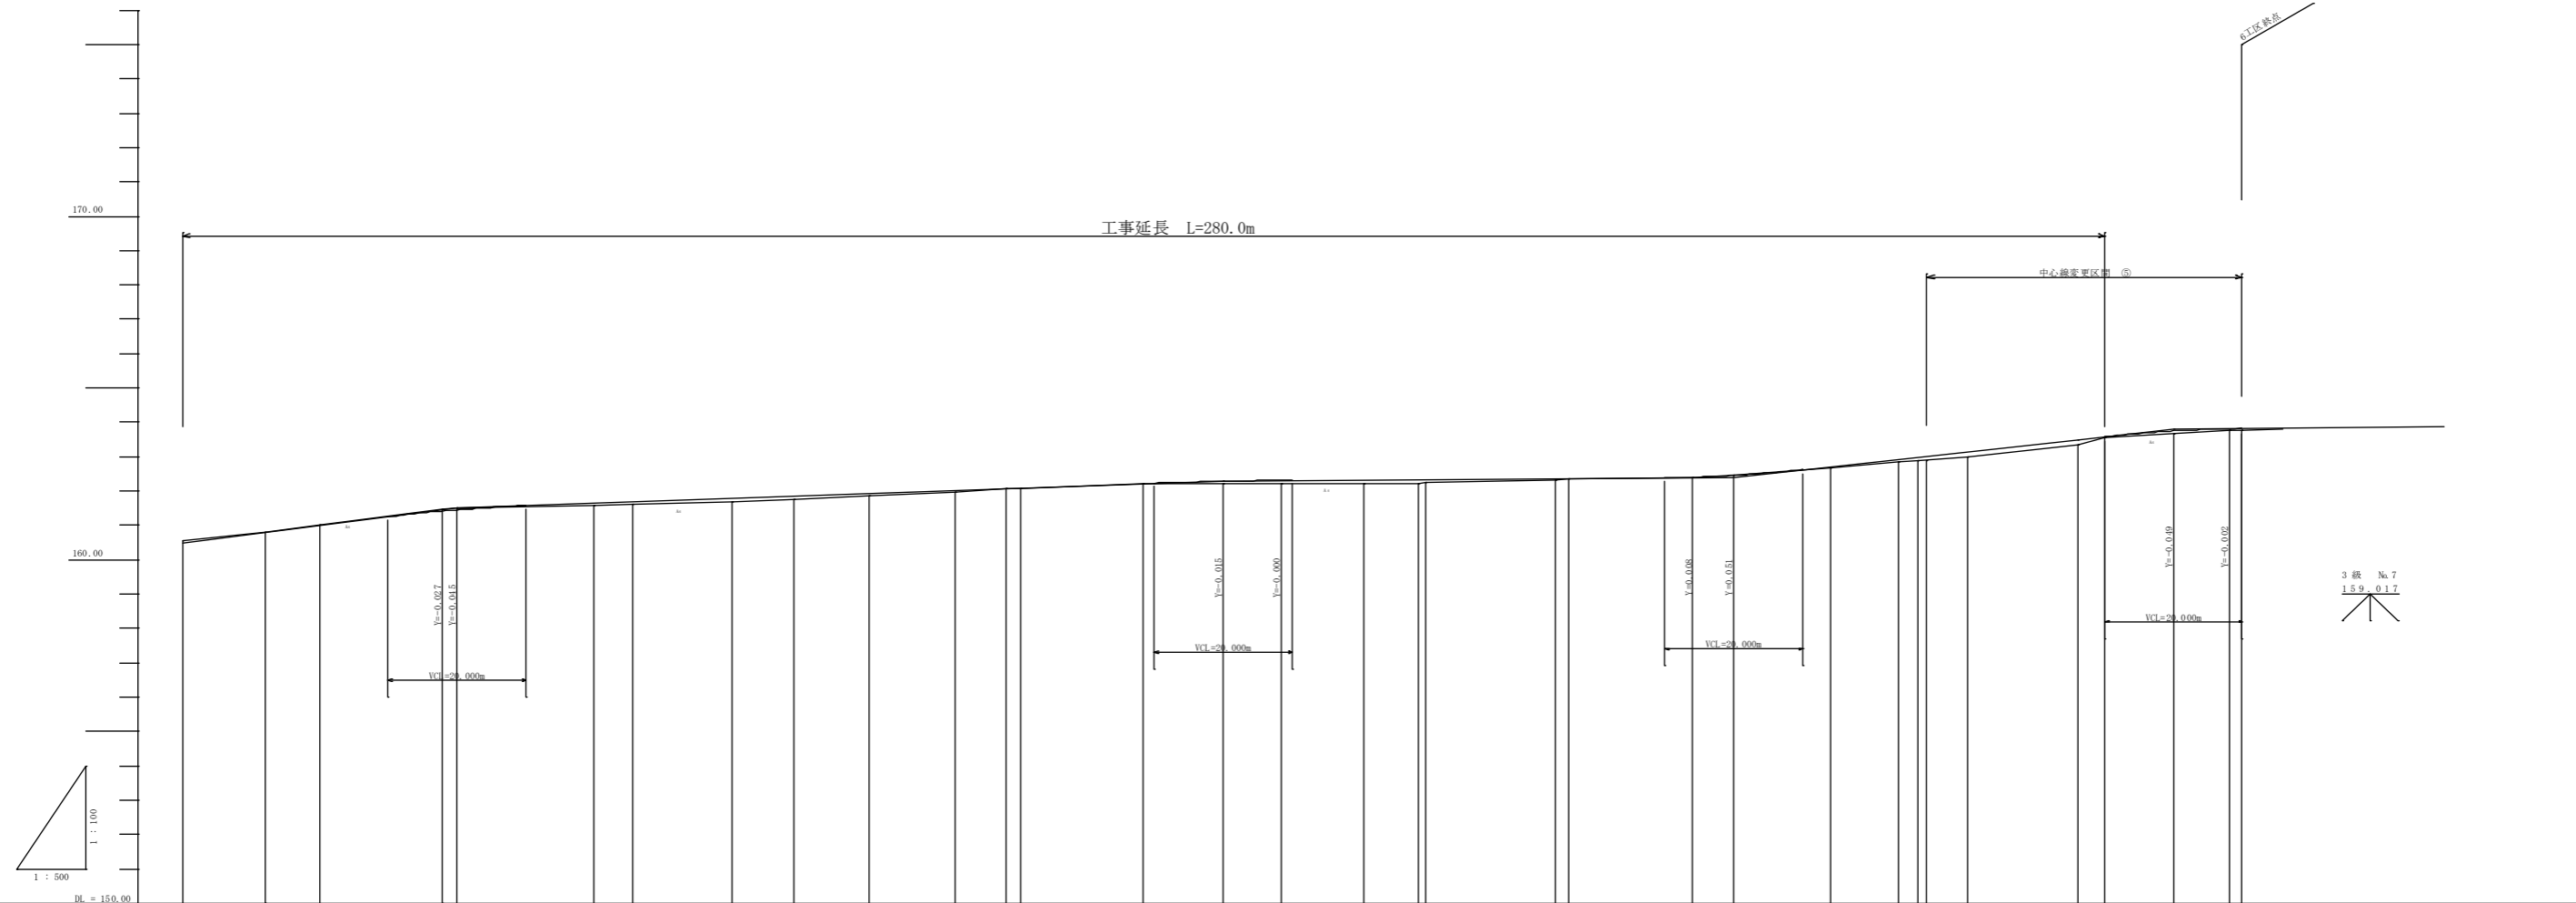 6工区終点
170.00
工事延長 L=280.0m
中心線変更区間 ⑤
160.00
Y=-0.027
Y=-0.045
Y=-0.015
Y=-0.000
Y=0.008
Y=0.051
Y=-0.049
Y=-0.002
3級 No.7
159.017
VCL=20.000m
VCL=20.000m
VCL=20.000m
VCL=20.000m
1 : 100
1 : 500
DL = 150.00